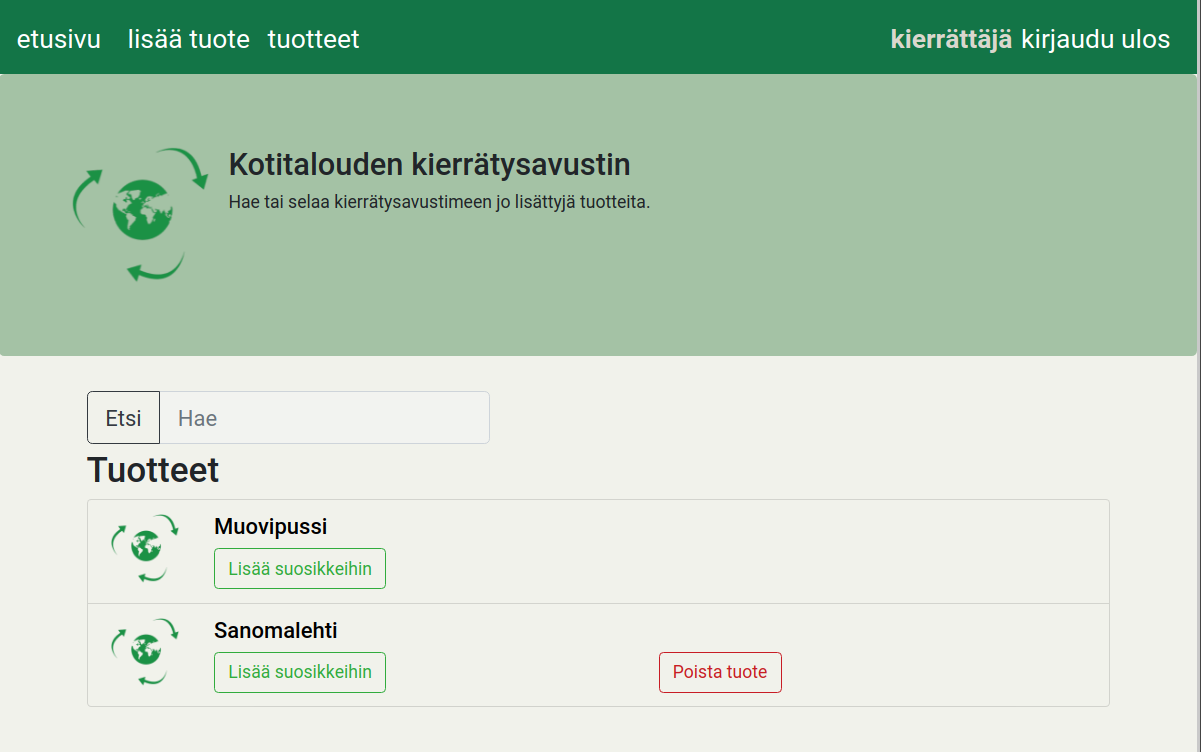 etusivu lisää tuote tuotteet kierrättäjä kirjaudu ulos
Kotitalouden kierrätysavustin
Hae tai selaa kierrätysavustimeen jo lisättyjä tuotteita.
Etsi Hae
Tuotteet
Muovipussi
Lisää suosikkeihin
Sanomalehti
Lisää suosikkeihin Poista tuote